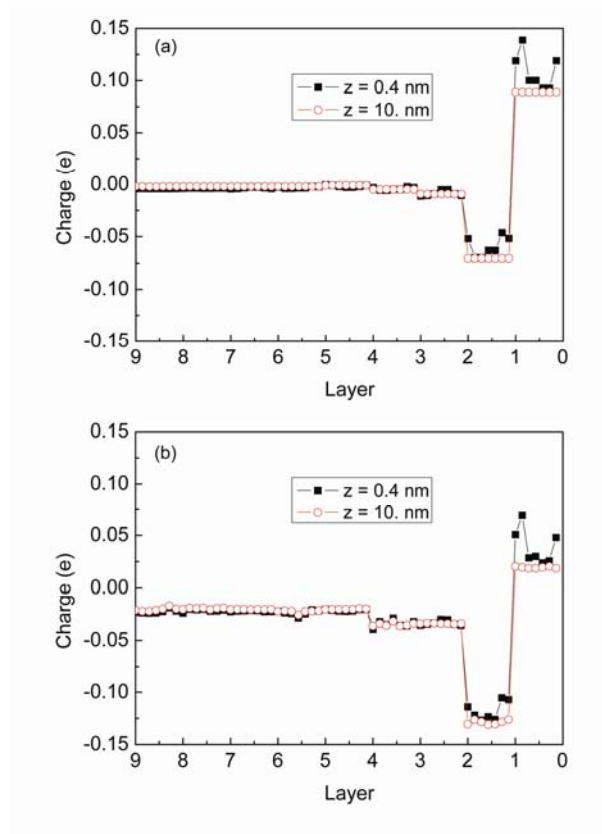 (a)
z = 0.4 nm
z = 10. nm
0.15
0.10
0.05
0.00
-0.05
-0.10
-0.15
Charge (e)
9 8 7 6 5 4 3 2 1 0
Layer
(b)
z = 0.4 nm
z = 10. nm
0.15
0.10
0.05
0.00
-0.05
-0.10
-0.15
Charge (e)
9 8 7 6 5 4 3 2 1 0
Layer